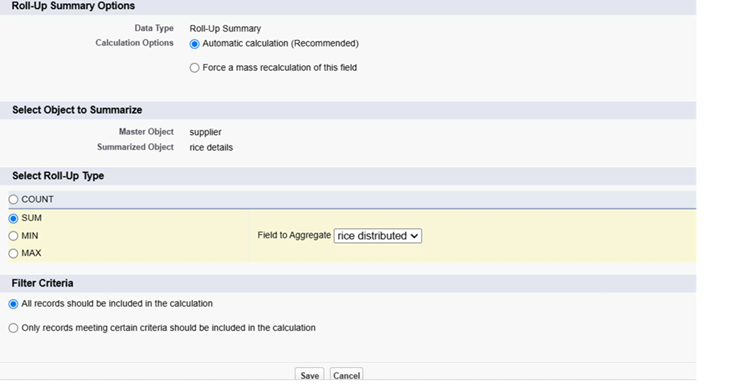 Roll-Up Summary Options
Data Type Roll-Up Summary
Calculation Options Automatic calculation (Recommended)
Force a mass recalculation of this field
Select Object to Summarize
Master Object supplier
Summarized Object rice details
Select Roll-Up Type
COUNT
SUM
MIN Field to Aggregate rice distributed
MAX
Filter Criteria
All records should be included in the calculation
Only records meeting certain criteria should be included in the calculation
Save Cancel